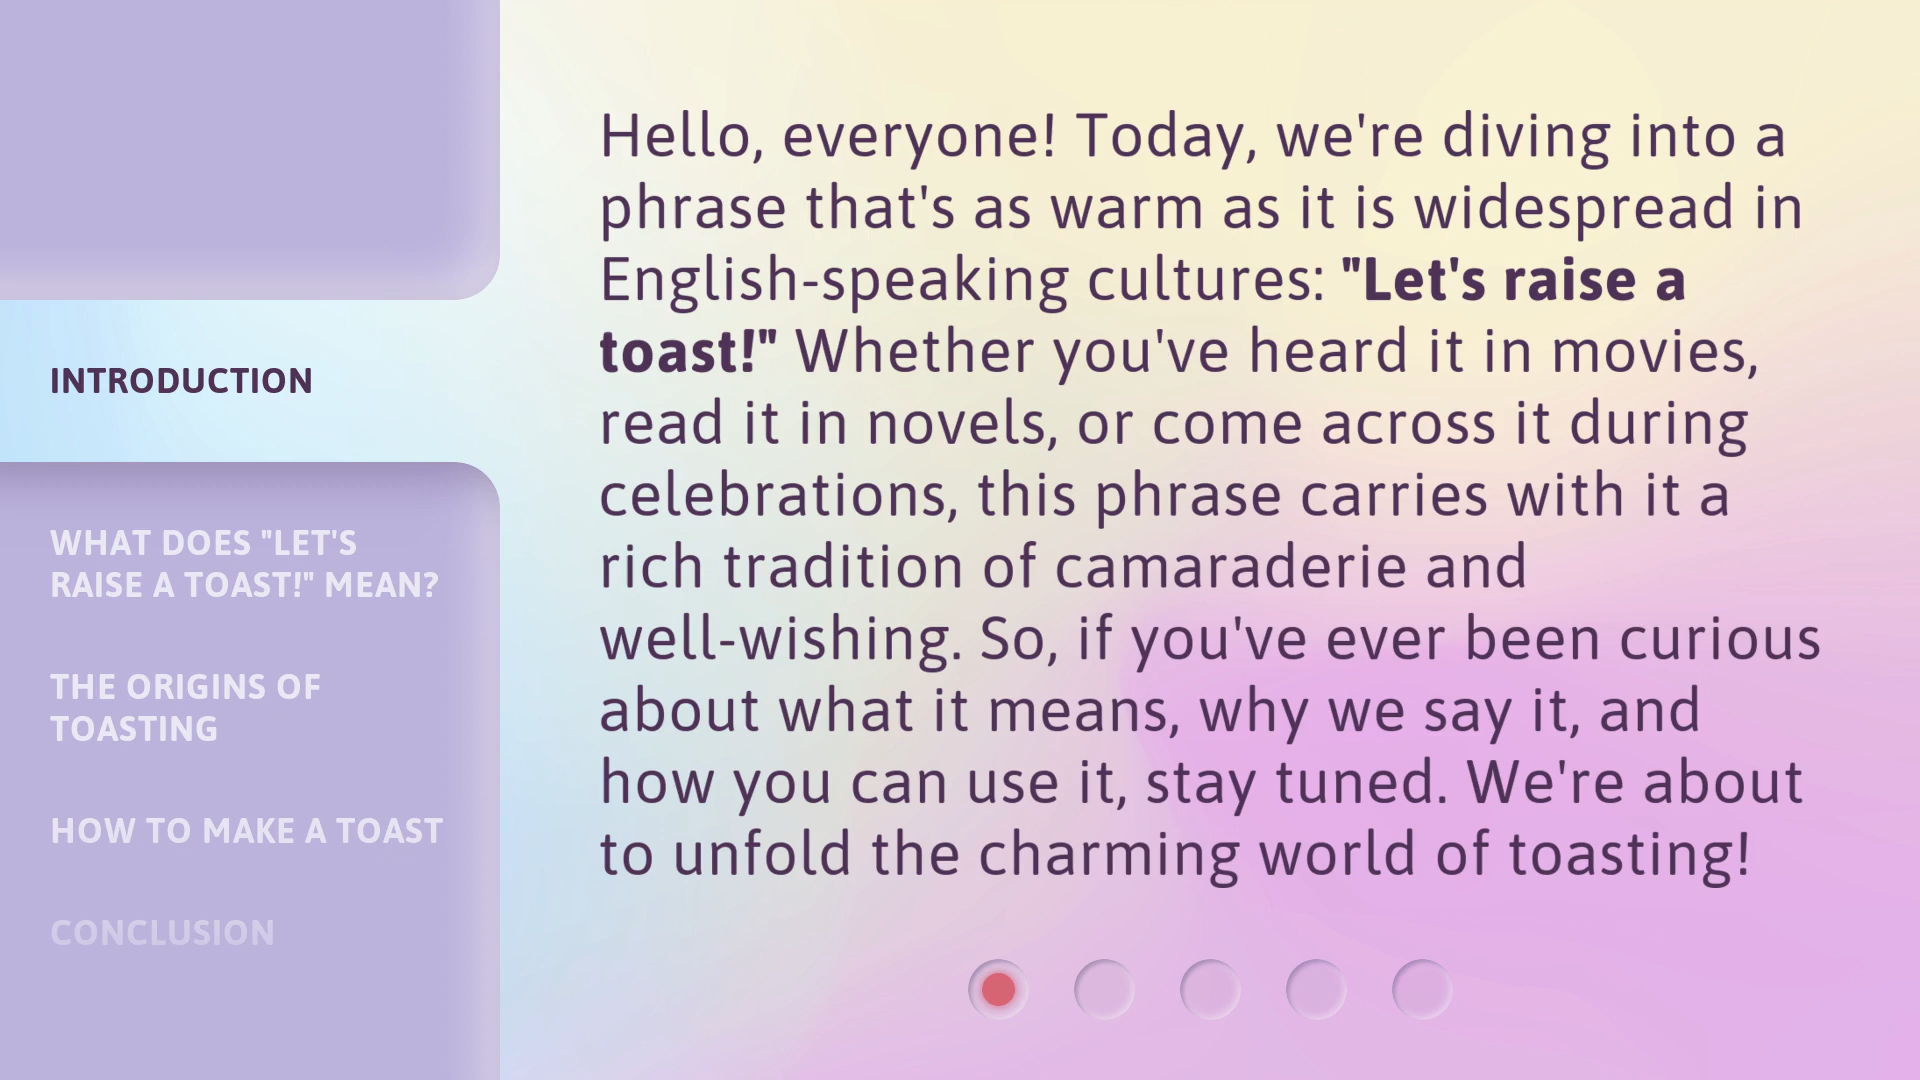 INTRODUCTION
WHAT DOES "LET'S
RAISE A TOAST!" MEAN?
THE ORIGINS OF
TOASTING
HOW TO MAKE A TOAST
CONCLUSION
Hello, everyone! Today, we're diving into a
phrase that's as warm as it is widespread in
English-speaking cultures: "Let's raise a
toast!" Whether you've heard it in movies,
read it in novels, or come across it during
celebrations, this phrase carries with it a
rich tradition of camaraderie and
well-wishing. So, if you've ever been curious
about what it means, why we say it, and
how you can use it, stay tuned. We're about
to unfold the charming world of toasting!